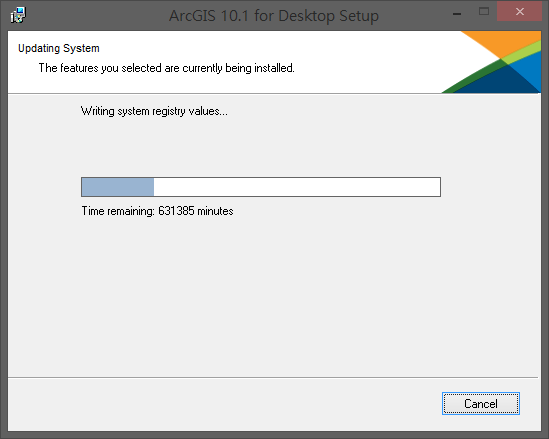 ArcGIS 10.1 for Desktop Setup
Updating System
The features you selected are currently being installed.
Writing system registry values...
Time remaining: 631385 minutes
Cancel